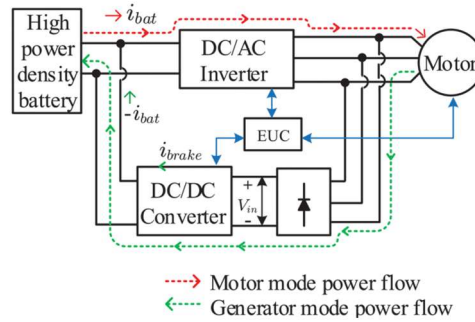 High
power
density
battery
→ i_bat
DC/AC
Inverter
Motor
-i_bat
EUC
i_brake
DC/DC
Converter
+
V_in
-
Motor mode power flow
Generator mode power flow